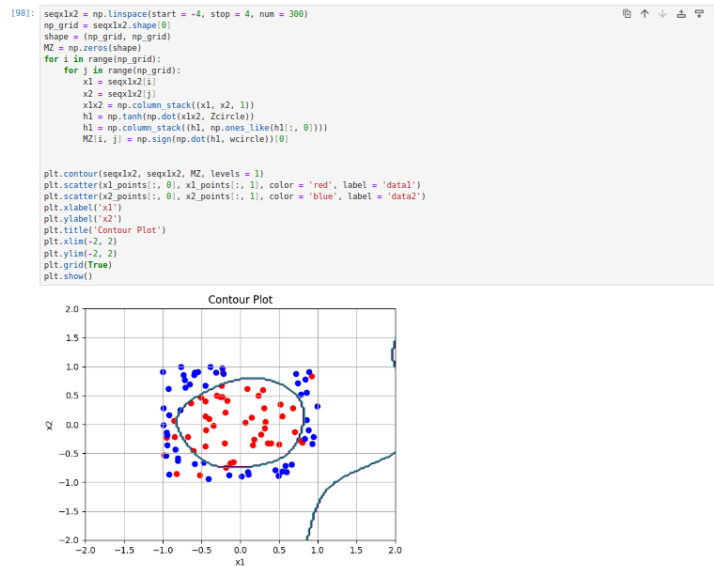 [98]: seqx1x2 = np.linspace(start = -4, stop = 4, num = 300)
np_grid = seqx1x2.shape[0]
shape = (np_grid, np_grid)
MZ = np.zeros(shape)
for i in range(np_grid):
    for j in range(np_grid):
        x1 = seqx1x2[i]
        x2 = seqx1x2[j]
        x1x2 = np.column_stack((x1, x2, 1))
        h1 = np.tanh(np.dot(x1x2, Zcircle))
        h1 = np.column_stack((h1, np.ones_like(h1[:, 0])))
        MZ[i, j] = np.sign(np.dot(h1, wcircle))[0]
plt.contour(seqx1x2, seqx1x2, MZ, levels = 1)
plt.scatter(x1_points[:, 0], x1_points[:, 1], color = 'red', label = 'data1')
plt.scatter(x2_points[:, 0], x2_points[:, 1], color = 'blue', label = 'data2')
plt.xlabel('x1')
plt.ylabel('x2')
plt.title('Contour Plot')
plt.xlim(-2, 2)
plt.ylim(-2, 2)
plt.grid(True)
plt.show()
Contour Plot
2.0
1.5
1.0
0.5
0.0
−0.5
−1.0
−1.5
−2.0
x2
−2.0 −1.5 −1.0 −0.5 0.0 0.5 1.0 1.5 2.0
x1